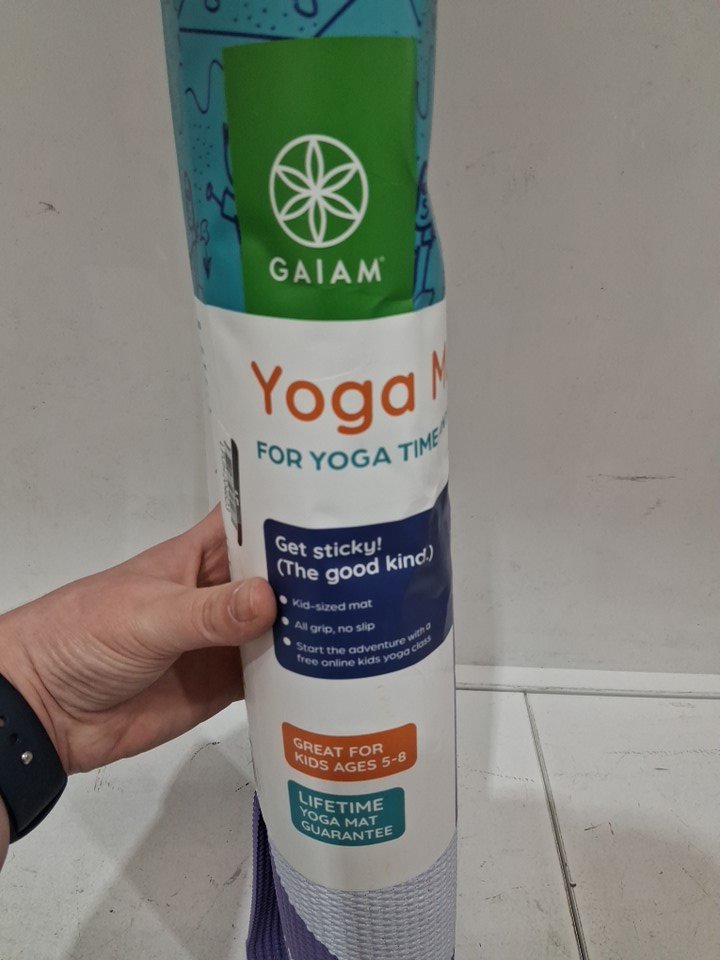 GAIAM
Yoga
FOR YOGA TIME
Get sticky!
(The good kind.)
Kid-sized mat
All grip, no slip
Start the adventure with a
free online kids yoga class
GREAT FOR
KIDS AGES 5-8
LIFETIME
YOGA MAT
GUARANTEE